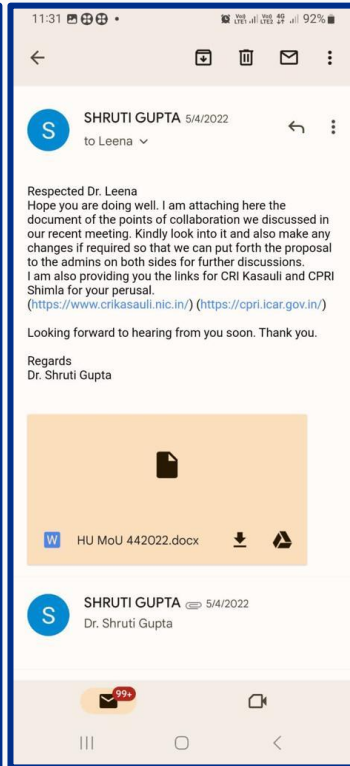 11:31
Vo) LTE1 Vo) LTE2 4G 92%
S SHRUTI GUPTA 5/4/2022
to Leena
Respected Dr. Leena
Hope you are doing well. I am attaching here the
document of the points of collaboration we discussed in
our recent meeting. Kindly look into it and also make any
changes if required so that we can put forth the proposal
to the admins on both sides for further discussions.
I am also providing you the links for CRI Kasauli and CPRI
Shimla for your perusal.
(https://www.crikasauli.nic.in/) (https://cpri.icar.gov.in/)
Looking forward to hearing from you soon. Thank you.
Regards
Dr. Shruti Gupta
W HU MoU 442022.docx
S SHRUTI GUPTA 5/4/2022
Dr. Shruti Gupta
99+